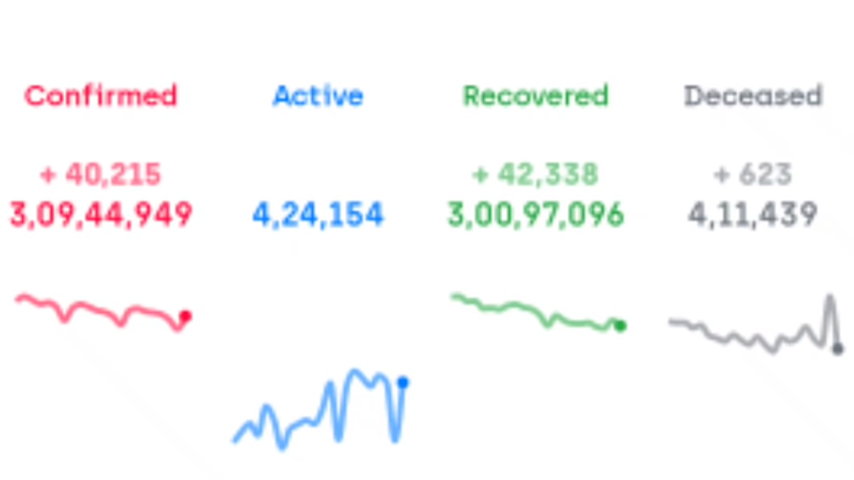 Confirmed Active Recovered Deceased
+ 40,215 + 42,338 + 623
3,09,44,949 4,24,154 3,00,97,096 4,11,439